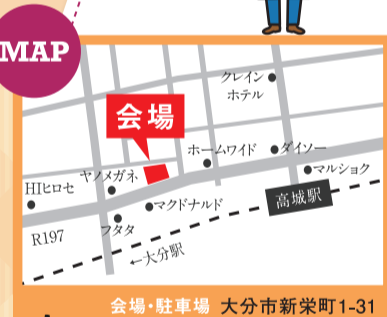 MAP
クレイン
ホテル
会場
ホームワイド
ダイソー
マルショク
ヤノメガネ
HIヒロセ
マクドナルド
高城駅
フタタ
R197
←大分駅
会場・駐車場 大分市新栄町1-31